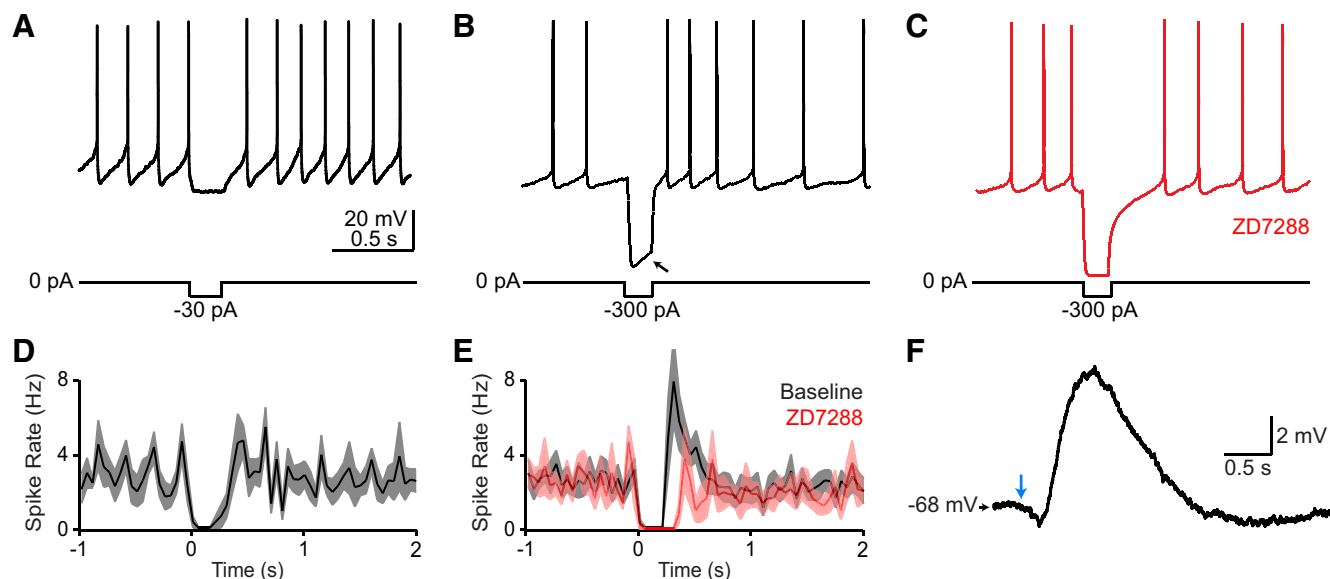 A
B
C
20 mV
0.5 s
ZD7288
0 pA
-30 pA
0 pA
-300 pA
0 pA
-300 pA
D
Spike Rate (Hz)
8
4
0
-1
0
1
2
Time (s)
E
Spike Rate (Hz)
8
4
0
-1
0
1
2
Time (s)
Baseline
ZD7288
F
2 mV
0.5 s
-68 mV